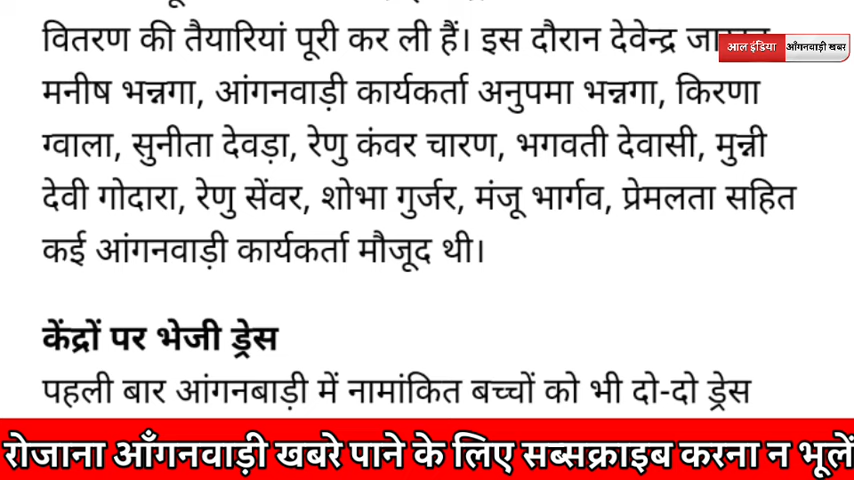 वितरण की तैयारियां पूरी कर ली हैं। इस दौरान देवेन्द्र
आल इंडिया आँगनवाड़ी खबर
मनीष भन्नगा, आंगनवाड़ी कार्यकर्ता अनुपमा भन्नगा, किरणा
ग्वाला, सुनीता देवड़ा, रेणु कंवर चारण, भगवती देवासी, मुन्नी
देवी गोदारा, रेणु सेंवर, शोभा गुर्जर, मंजू भार्गव, प्रेमलता सहित
कई आंगनवाड़ी कार्यकर्ता मौजूद थी।
केंद्रों पर भेजी ड्रेस
पहली बार आंगनबाड़ी में नामांकित बच्चों को भी दो-दो ड्रेस
रोजाना आँगनवाड़ी खबरे पाने के लिए सब्सक्राइब करना न भूलें